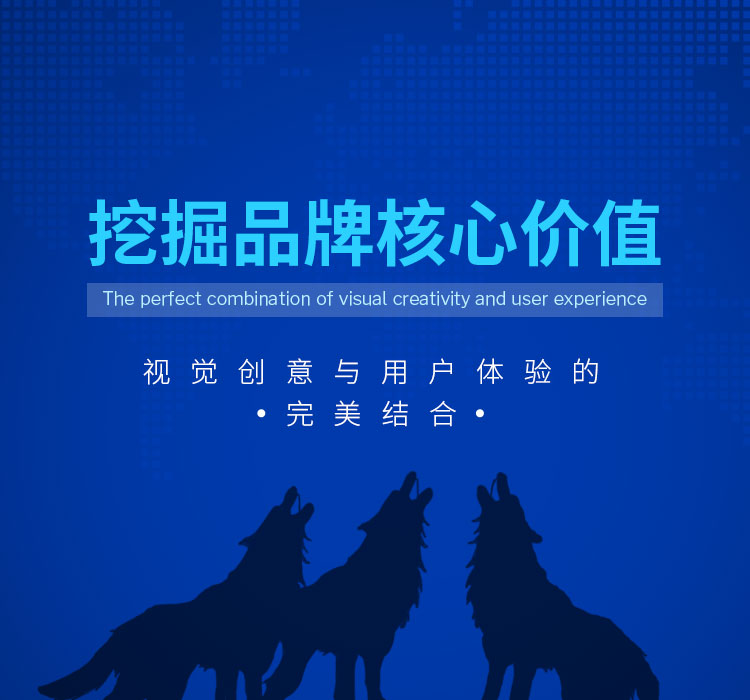 挖掘品牌核心价值
The perfect combination of visual creativity and user experience
视觉创意与用户体验的
•完美结合•